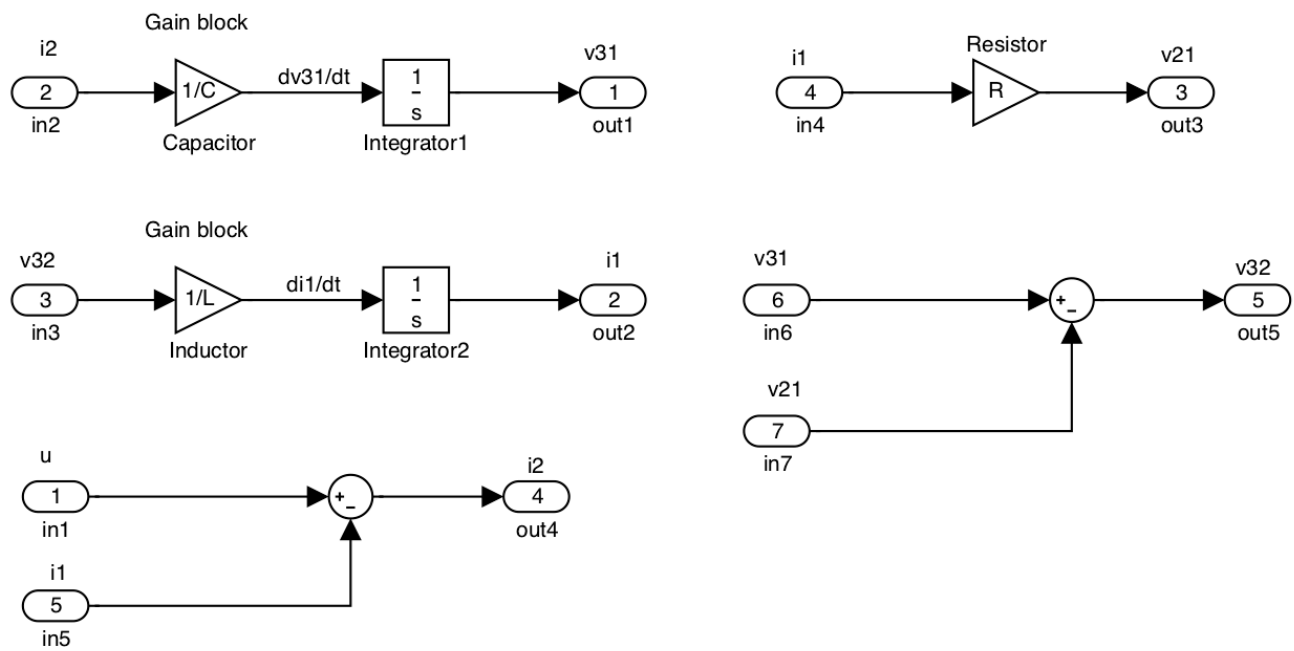 Gain block
i2
2
in2
1/C
Capacitor
dv31/dt
1
s
Integrator1
v31
1
out1
i1
4
in4
Resistor
R
v21
3
out3
Gain block
v32
3
in3
1/L
Inductor
di1/dt
1
s
Integrator2
i1
2
out2
v31
6
in6
+
−
v32
5
out5
v21
7
in7
u
1
in1
+
−
i2
4
out4
i1
5
in5